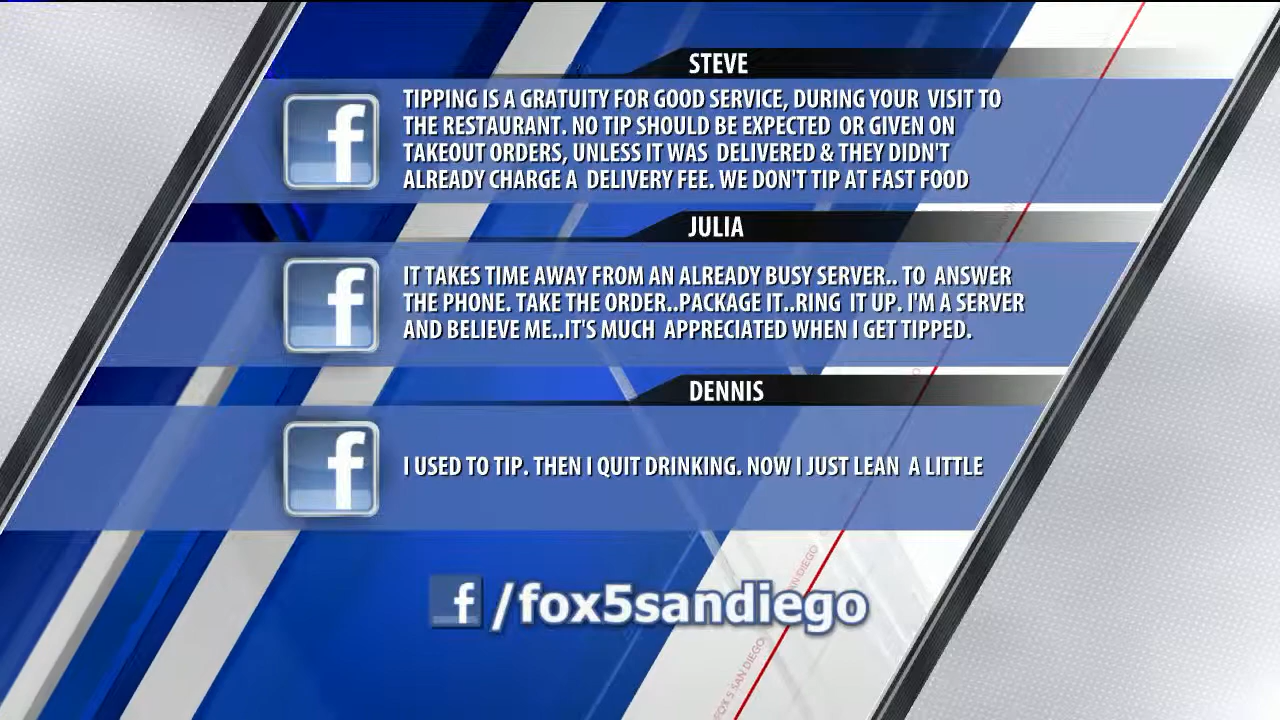 STEVE
TIPPING IS A GRATUITY FOR GOOD SERVICE, DURING YOUR VISIT TO
THE RESTAURANT. NO TIP SHOULD BE EXPECTED OR GIVEN ON
TAKEOUT ORDERS, UNLESS IT WAS DELIVERED & THEY DIDN'T
ALREADY CHARGE A DELIVERY FEE. WE DON'T TIP AT FAST FOOD
JULIA
IT TAKES TIME AWAY FROM AN ALREADY BUSY SERVER.. TO ANSWER
THE PHONE. TAKE THE ORDER..PACKAGE IT..RING IT UP. I'M A SERVER
AND BELIEVE ME..IT'S MUCH APPRECIATED WHEN I GET TIPPED.
DENNIS
I USED TO TIP. THEN I QUIT DRINKING. NOW I JUST LEAN A LITTLE
f/fox5sandiego
FOX 5 SAN DIEGO